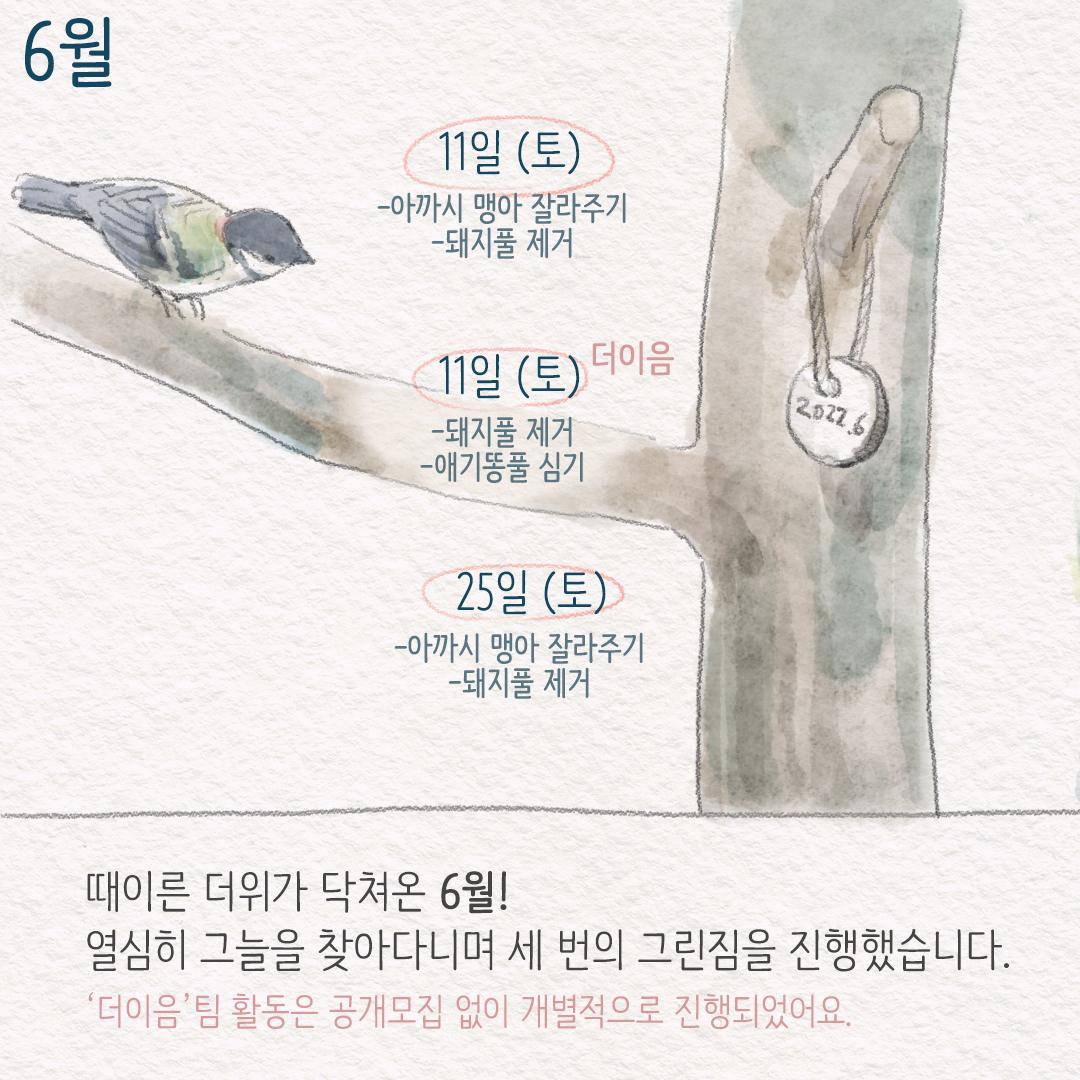 6월
11일 (토)
-아까시 맹아 잘라주기
-돼지풀 제거
11일 (토) 더이음
-돼지풀 제거
-애기똥풀 심기
2022.6
25일 (토)
-아까시 맹아 잘라주기
-돼지풀 제거
때이른 더위가 닥쳐온 6월!
열심히 그늘을 찾아다니며 세 번의 그린짐을 진행했습니다.
‘더이음’팀 활동은 공개모집 없이 개별적으로 진행되었어요.